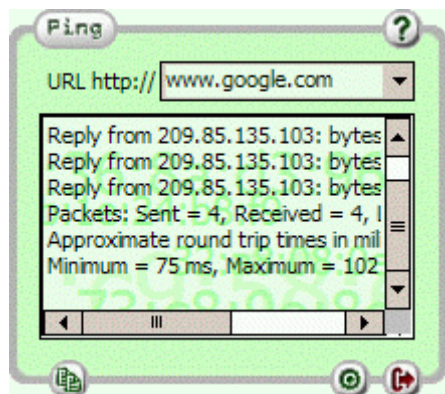 Ping
?
URL http:// www.google.com
Reply from 209.85.135.103: bytes
Reply from 209.85.135.103: bytes
Reply from 209.85.135.103: bytes
Packets: Sent = 4, Received = 4, l
Approximate round trip times in mil
Minimum = 75 ms, Maximum = 102